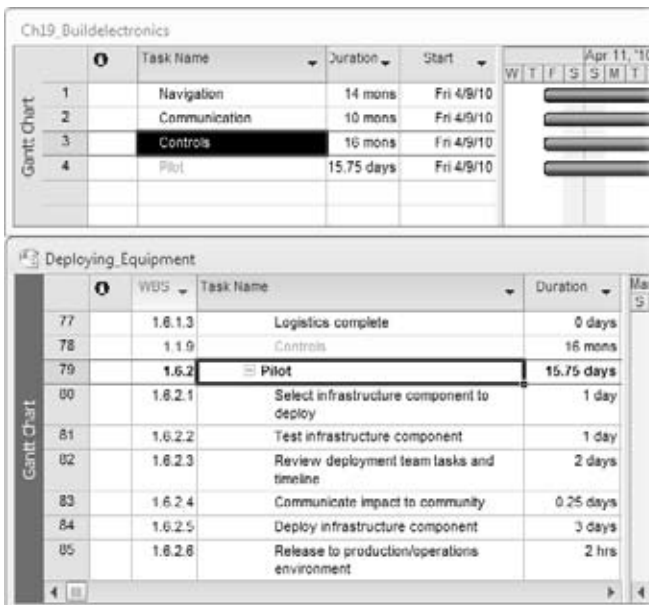 Ch19_Buildelectronics
Task Name Duration Start Apr 11, '10
W T F S S M T
1 Navigation 14 mons Fri 4/9/10
2 Communication 10 mons Fri 4/9/10
3 Controls 16 mons Fri 4/9/10
4 Pilot 15.75 days Fri 4/9/10
Gantt Chart
Deploying_Equipment
WBS Task Name Duration Ma
S
77 1.6.1.3 Logistics complete 0 days
78 1.1.9 Controls 16 mons
79 1.6.2 Pilot 15.75 days
80 1.6.2.1 Select infrastructure component to
deploy 1 day
81 1.6.2.2 Test infrastructure component 1 day
82 1.6.2.3 Review deployment team tasks and
timeline 2 days
83 1.6.2.4 Communicate impact to community 0.25 days
84 1.6.2.5 Deploy infrastructure component 3 days
85 1.6.2.6 Release to production/operations
environment 2 hrs
Gantt Chart